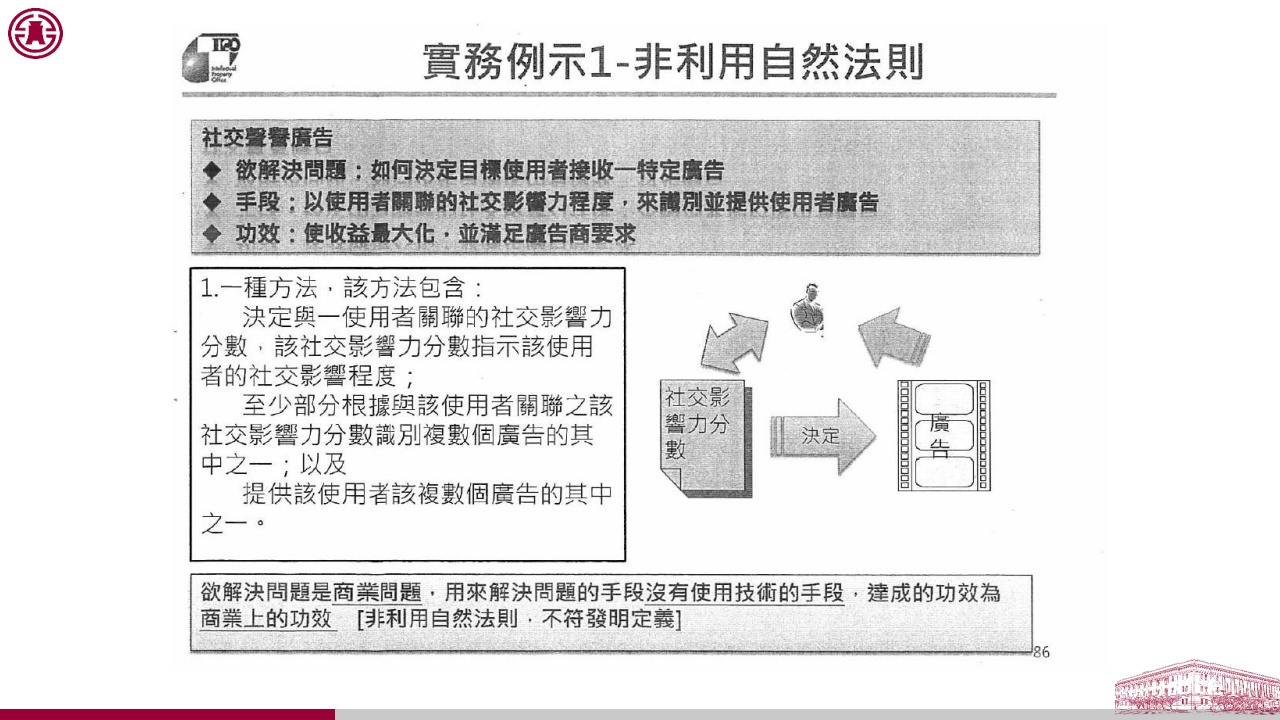 IPO
Intellectual
Property
Office
實務例示1-非利用自然法則
社交聲譽廣告
◆ 欲解決問題：如何決定目標使用者接收一特定廣告
◆ 手段：以使用者關聯的社交影響力程度，來識別並提供使用者廣告
◆ 功效：使收益最大化，並滿足廣告商要求
1.一種方法，該方法包含：
決定與一使用者關聯的社交影響力
分數，該社交影響力分數指示該使用
者的社交影響程度；
至少部分根據與該使用者關聯之該
社交影響力分數識別複數個廣告的其
中之一；以及
提供該使用者該複數個廣告的其中
之一。
社交影
響力分
數
決定
廣
告
欲解決問題是商業問題，用來解決問題的手段沒有使用技術的手段，達成的功效為
商業上的功效 [非利用自然法則，不符發明定義]
86